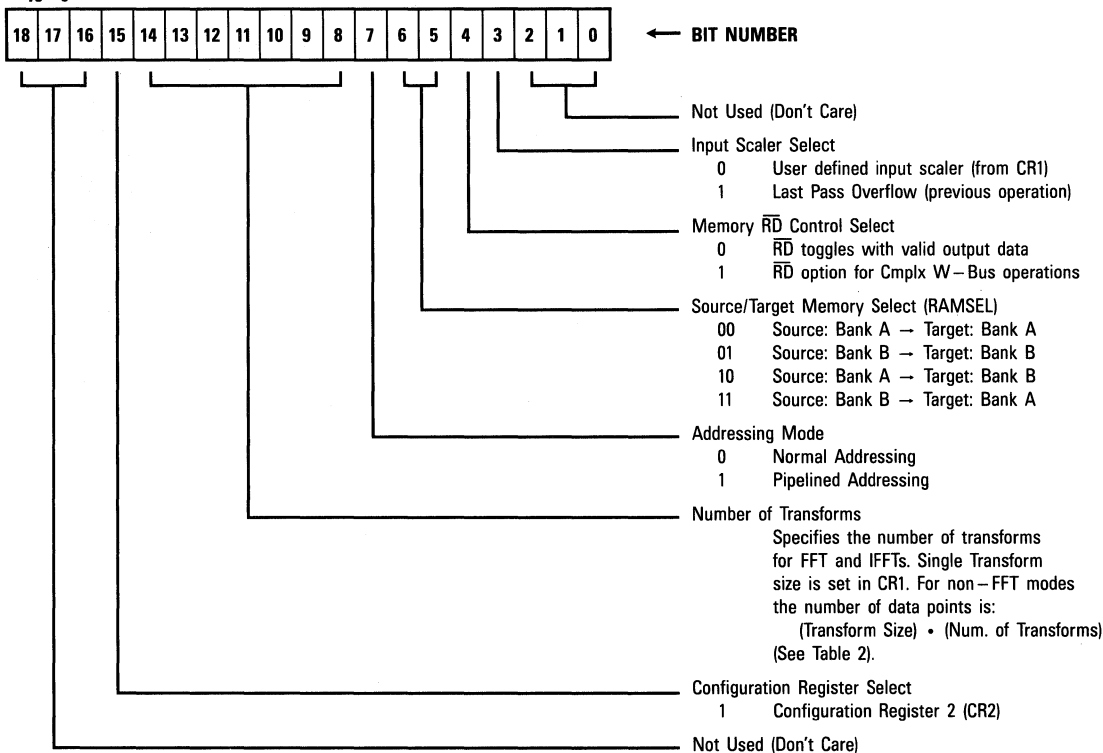 18 17 16 15 14 13 12 11 10 9 8 7 6 5 4 3 2 1 0 ← BIT NUMBER
Not Used (Don't Care)
Input Scaler Select
0 User defined input scaler (from CR1)
1 Last Pass Overflow (previous operation)
Memory R̅D̅ Control Select
0 R̅D̅ toggles with valid output data
1 R̅D̅ option for Cmplx W–Bus operations
Source/Target Memory Select (RAMSEL)
00 Source: Bank A → Target: Bank A
01 Source: Bank B → Target: Bank B
10 Source: Bank A → Target: Bank B
11 Source: Bank B → Target: Bank A
Addressing Mode
0 Normal Addressing
1 Pipelined Addressing
Number of Transforms
Specifies the number of transforms
for FFT and IFFTs. Single Transform
size is set in CR1. For non–FFT modes
the number of data points is:
(Transform Size) • (Num. of Transforms)
(See Table 2).
Configuration Register Select
1 Configuration Register 2 (CR2)
Not Used (Don't Care)